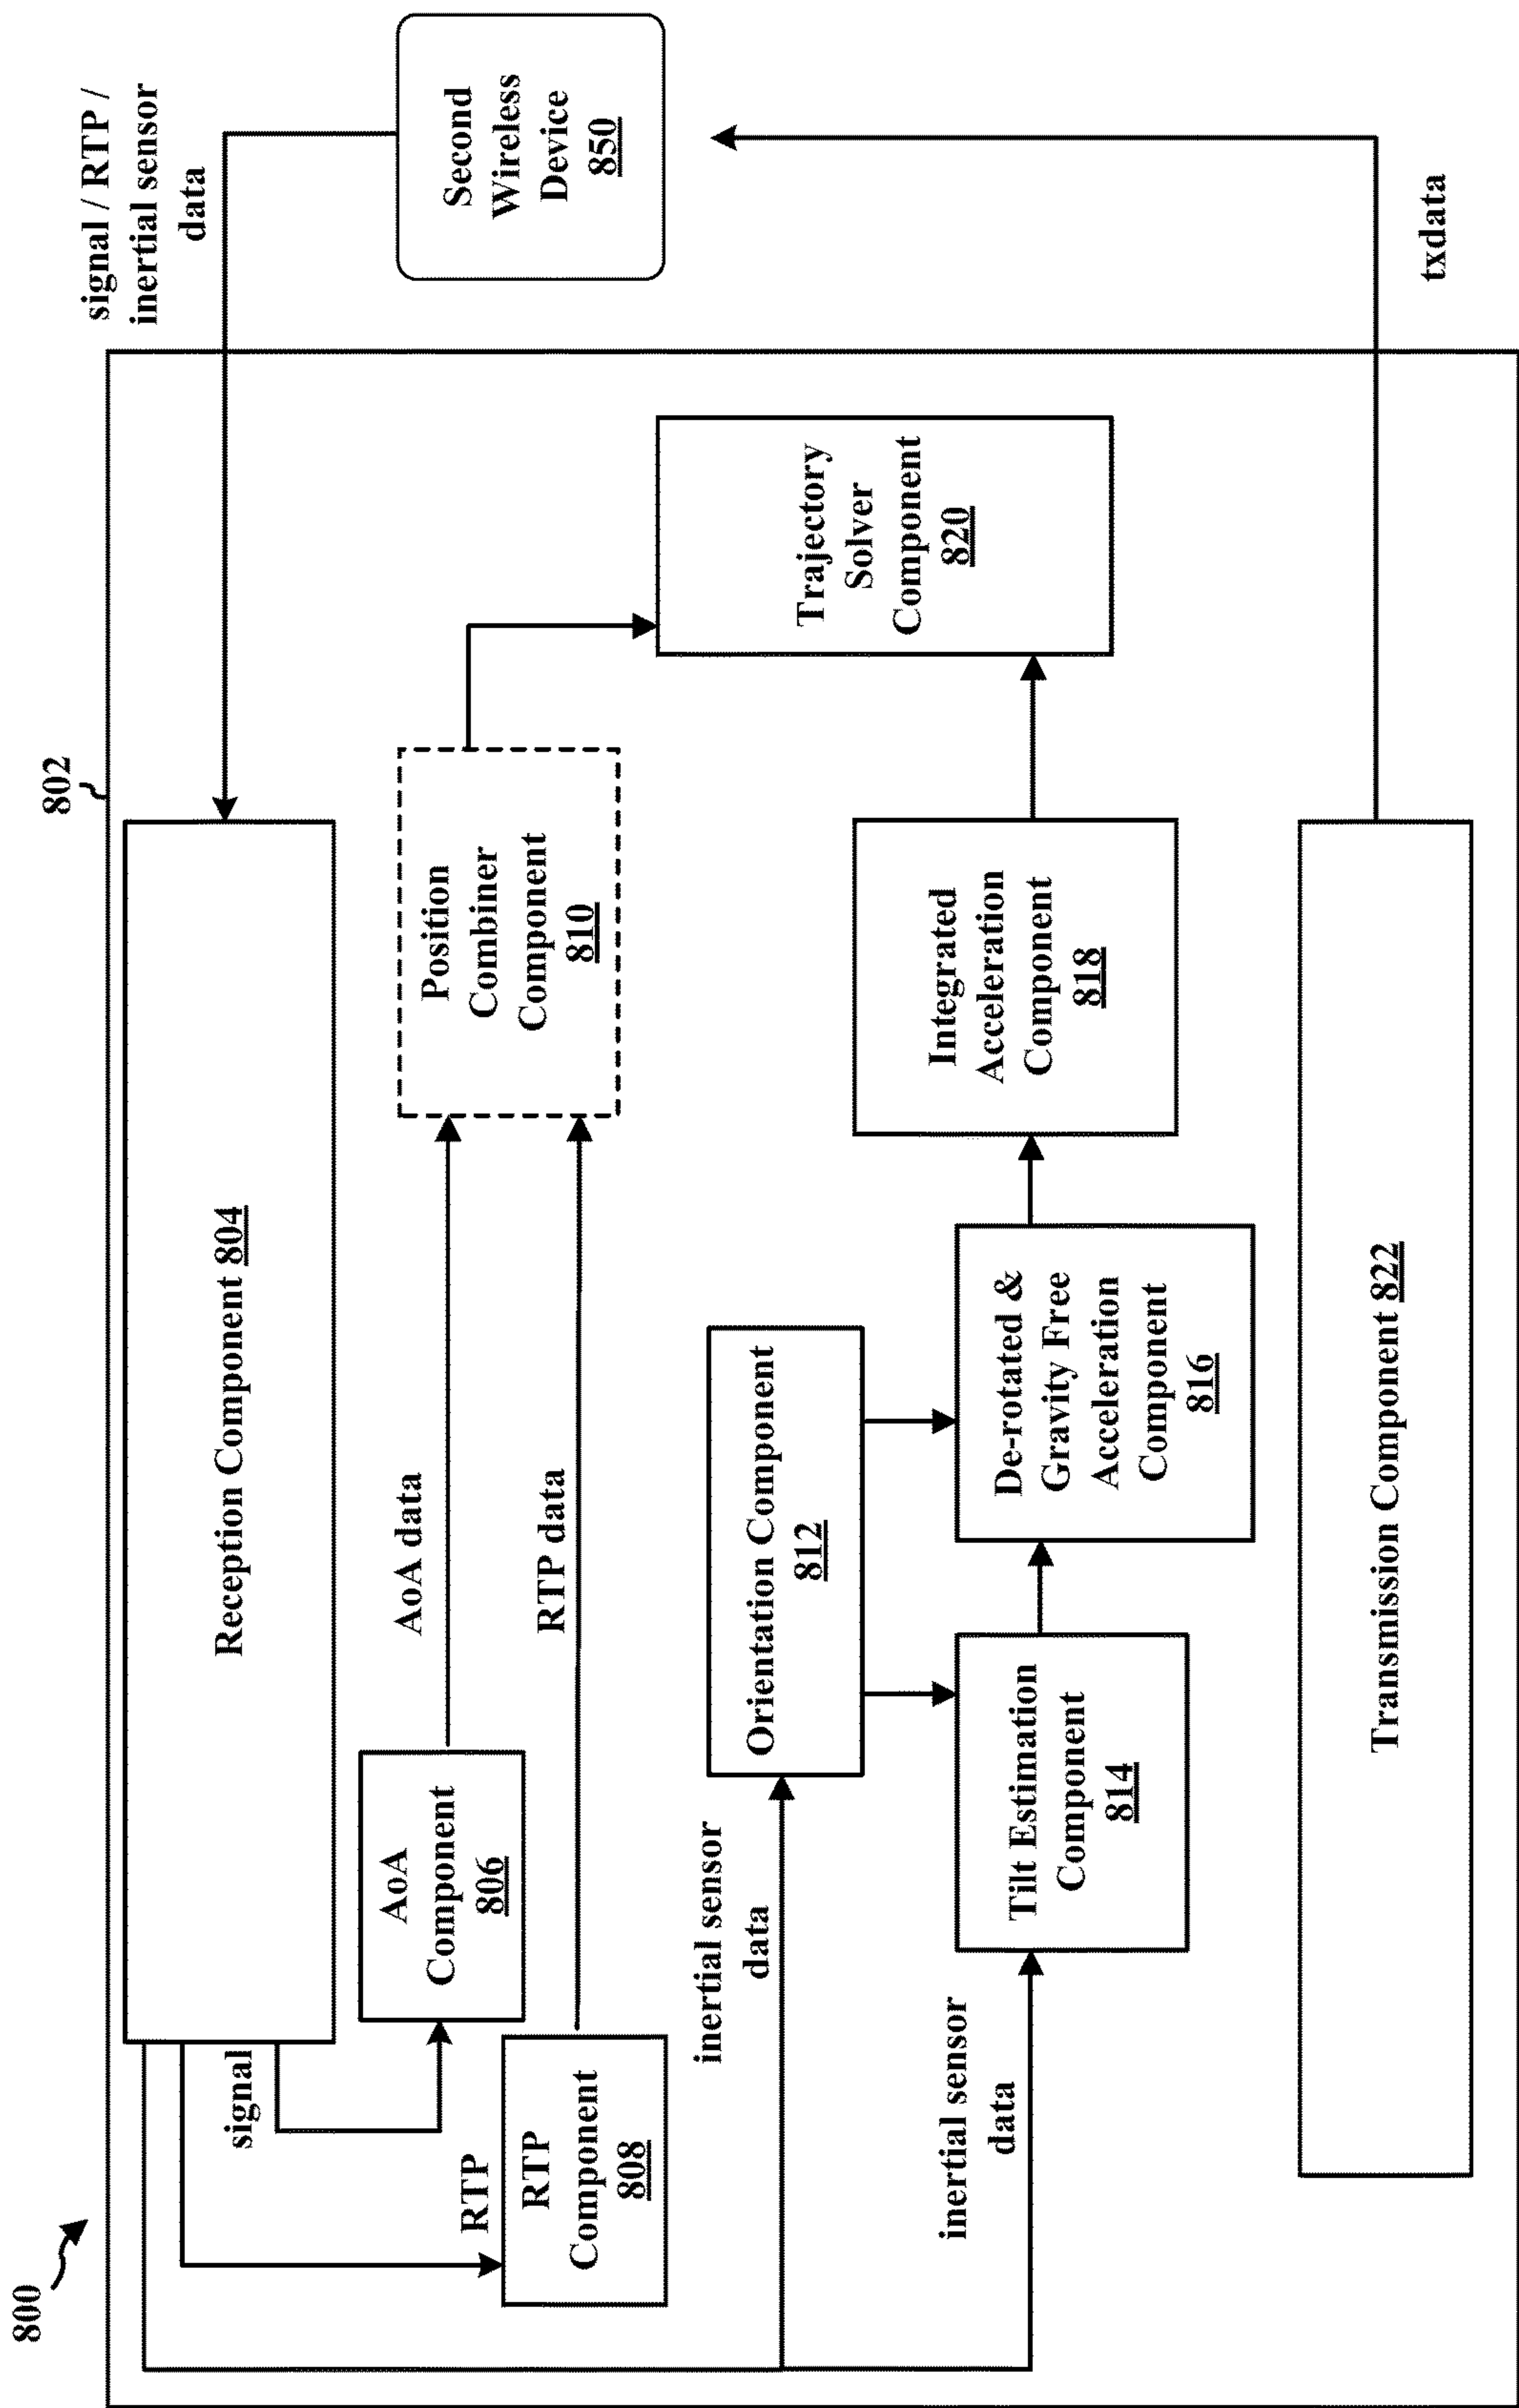 800
802
signal / RTP /
inertial sensor
data
Reception Component 804
Second
Wireless
Device
850
signal
AoA
Component
806
AoA data
Position
Combiner
Component
810
RTP
RTP
Component
808
RTP data
Trajectory
Solver
Component
820
inertial sensor
data
Orientation Component
812
Integrated
Acceleration
Component
818
inertial sensor
data
Tilt Estimation
Component
814
De-rotated &
Gravity Free
Acceleration
Component
816
Transmission Component 822
txdata